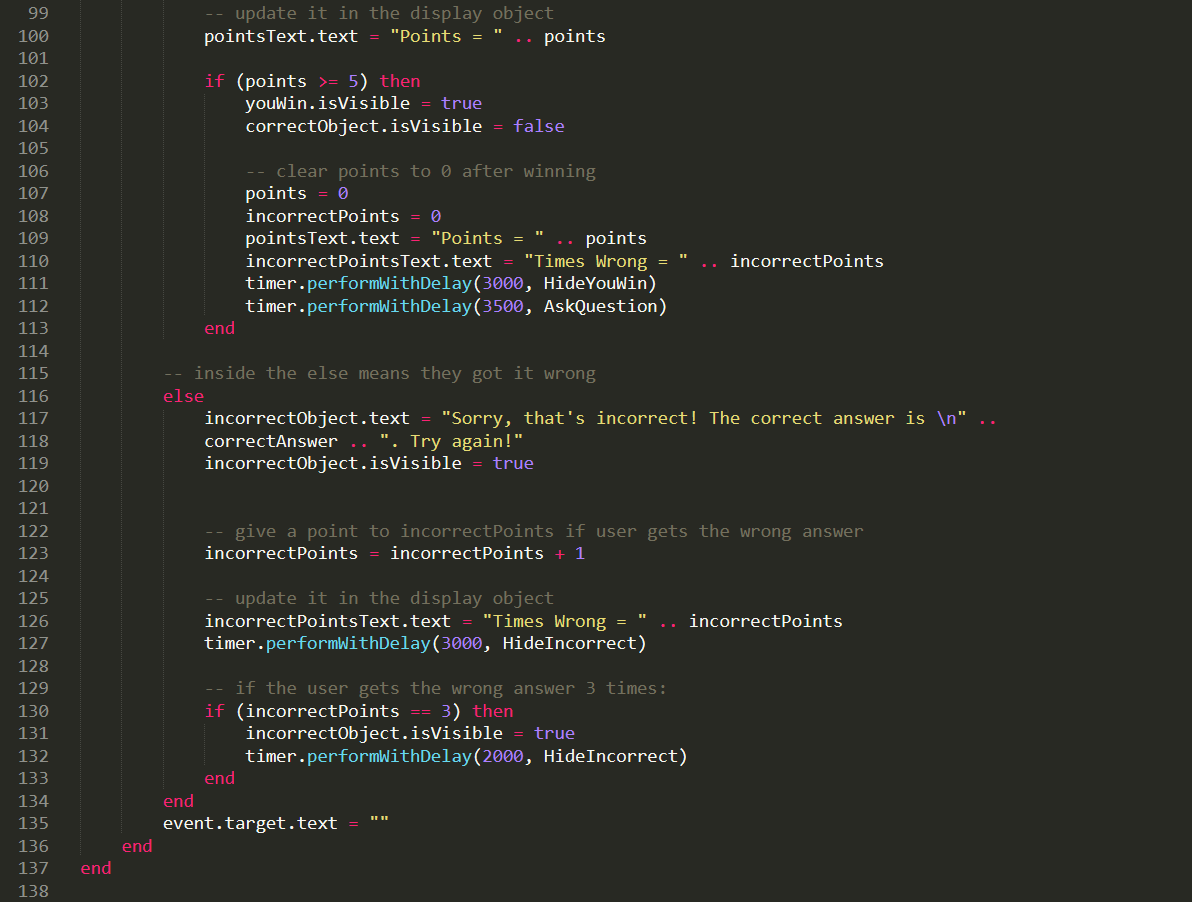 99 -- update it in the display object
100 pointsText.text = "Points = " .. points
101
102 if (points >= 5) then
103 youWin.isVisible = true
104 correctObject.isVisible = false
105
106 -- clear points to 0 after winning
107 points = 0
108 incorrectPoints = 0
109 pointsText.text = "Points = " .. points
110 incorrectPointsText.text = "Times Wrong = " .. incorrectPoints
111 timer.performWithDelay(3000, HideYouWin)
112 timer.performWithDelay(3500, AskQuestion)
113 end
114
115 -- inside the else means they got it wrong
116 else
117 incorrectObject.text = "Sorry, that's incorrect! The correct answer is \n" ..
118 correctAnswer .. ". Try again!"
119 incorrectObject.isVisible = true
120
121
122 -- give a point to incorrectPoints if user gets the wrong answer
123 incorrectPoints = incorrectPoints + 1
124
125 -- update it in the display object
126 incorrectPointsText.text = "Times Wrong = " .. incorrectPoints
127 timer.performWithDelay(3000, HideIncorrect)
128
129 -- if the user gets the wrong answer 3 times:
130 if (incorrectPoints == 3) then
131 incorrectObject.isVisible = true
132 timer.performWithDelay(2000, HideIncorrect)
133 end
134 end
135 event.target.text = ""
136 end
137 end
138